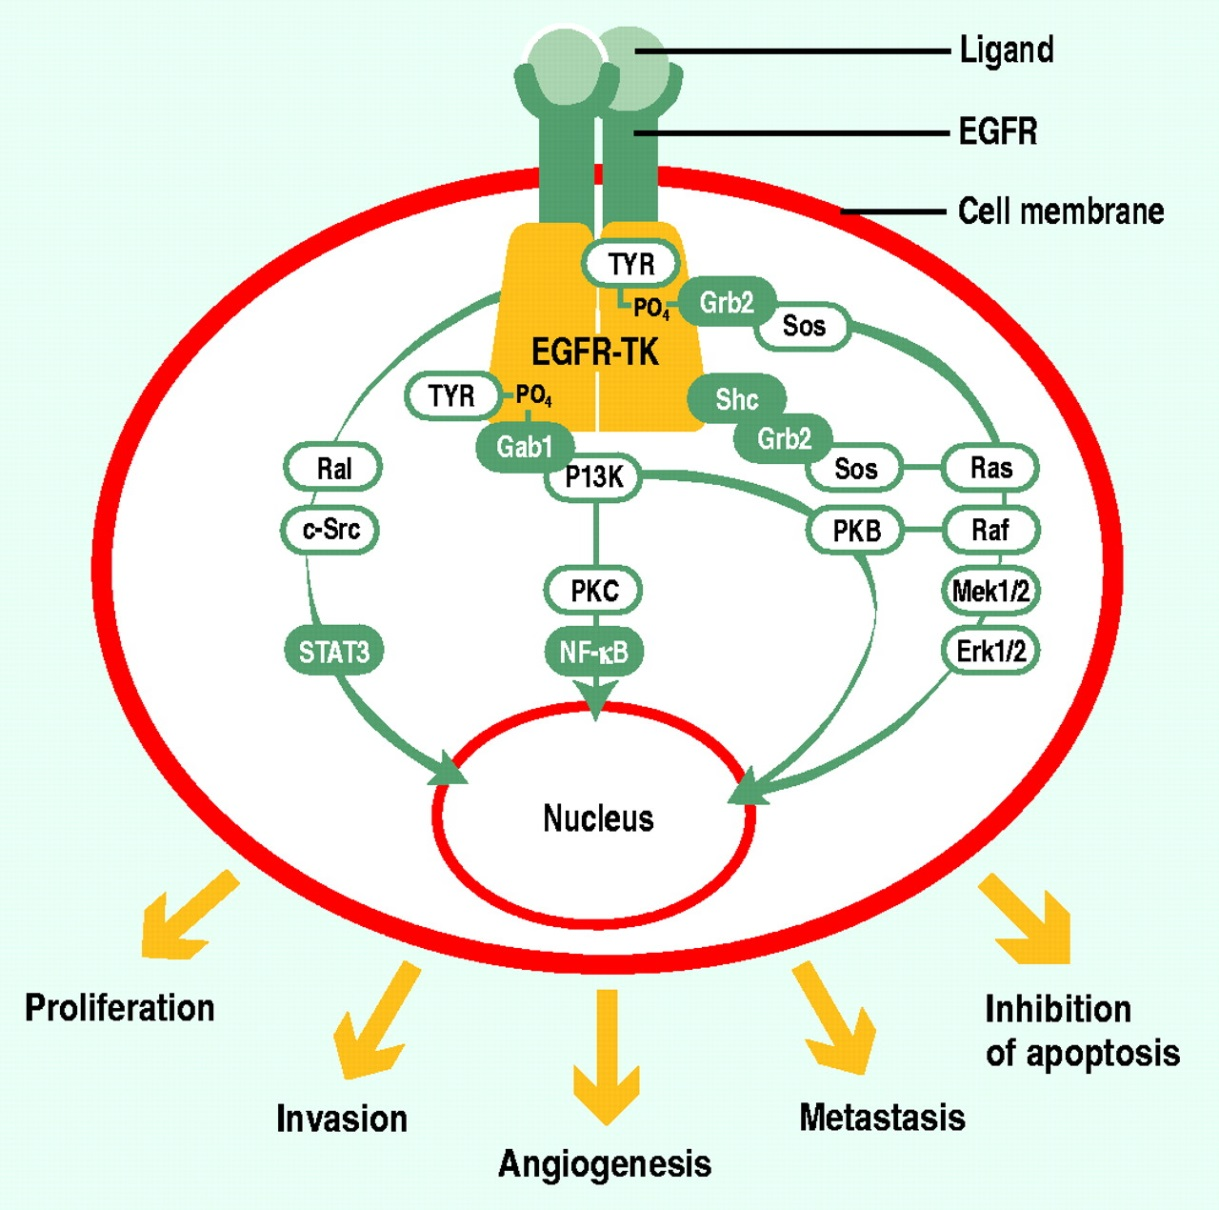 Ligand
EGFR
Cell membrane
TYR
PO4
Grb2
Sos
EGFR-TK
TYR
PO4
Shc
Gab1
Grb2
Ral
P13K
Sos
Ras
c-Src
PKB
Raf
PKC
Mek1/2
STAT3
NF-κB
Erk1/2
Nucleus
Proliferation
Inhibition
of apoptosis
Invasion
Metastasis
Angiogenesis